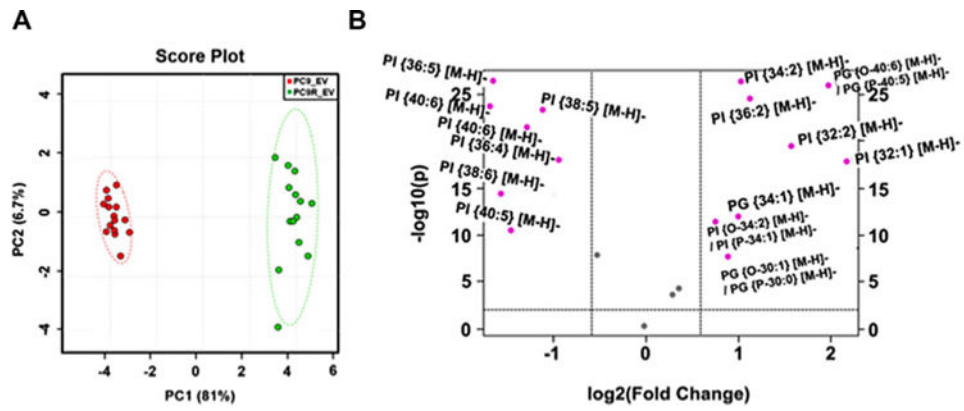 A
Score Plot
PC9_EV
PC9R_EV
4
2
0
-2
-4
PC2 (6.7%)
-4
-2
0
2
4
6
PC1 (81%)
B
PI {36:5} [M-H]-
PI {40:6} [M-H]-
PI {38:5} [M-H]-
PI {40:6} [M-H]-
PI {36:4} [M-H]-
PI {38:6} [M-H]-
PI {40:5} [M-H]-
PI {34:2} [M-H]-
PG {O-40:6} [M-H]-
/ PG {P-40:5} [M-H]-
PI {36:2} [M-H]-
PI {32:2} [M-H]-
PI {32:1} [M-H]-
PG {34:1} [M-H]-
PI {O-34:2} [M-H]-
/ PI {P-34:1} [M-H]-
PG {O-30:1} [M-H]-
/ PG {P-30:0} [M-H]-
25
20
15
10
5
0
-log10(p)
25
20
15
10
5
0
-1
0
1
2
log2(Fold Change)